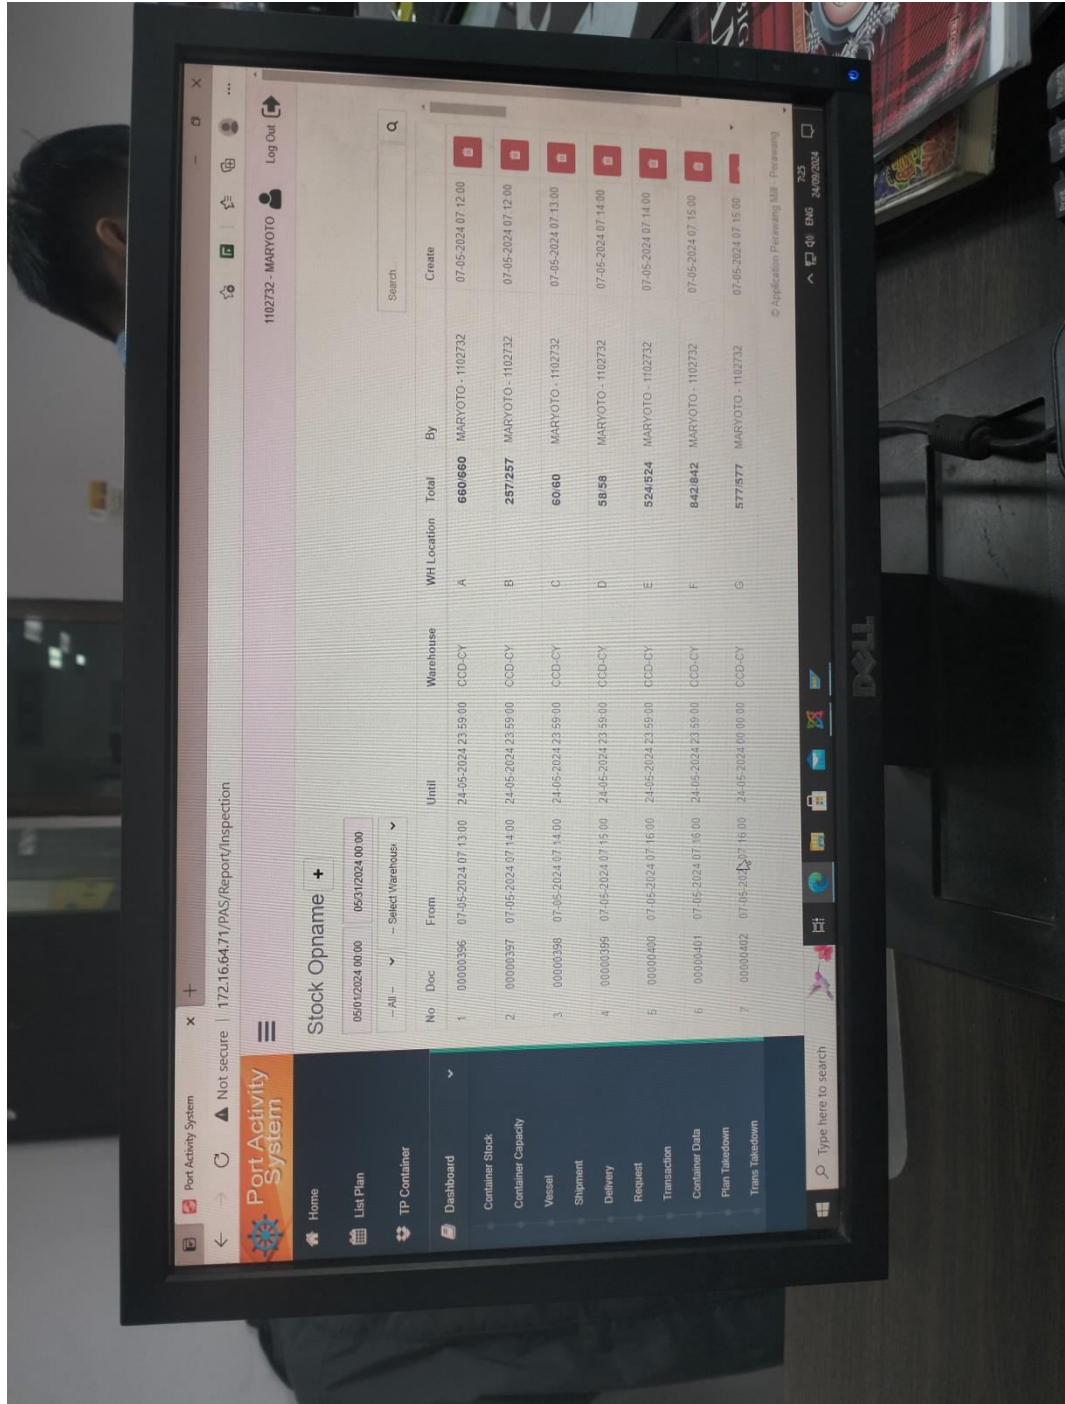 Port Activity System
Not secure
172.16.64.71/PAS/Report/Inspection
Port Activity
System
1102732 - MARYOTO
Log Out
Home
List Plan
TP Container
Dashboard
Container Stock
Container Capacity
Vessel
Shipment
Delivery
Request
Transaction
Container Data
Plan Takedown
Trans Takedown
Stock Opname +
05/01/2024 00:00 05/31/2024 00:00
-- All -- -- Select Warehouse
Search...
No Doc From Until Warehouse WH Location Total By Create
1 00000396 07-05-2024 07:13:00 24-05-2024 23:59:00 CCD-CY A 660/660 MARYOTO - 1102732 07-05-2024 07:12:00
2 00000397 07-05-2024 07:14:00 24-05-2024 23:59:00 CCD-CY B 257/257 MARYOTO - 1102732 07-05-2024 07:12:00
3 00000398 07-05-2024 07:14:00 24-05-2024 23:59:00 CCD-CY C 60/60 MARYOTO - 1102732 07-05-2024 07:13:00
4 00000399 07-05-2024 07:15:00 24-05-2024 23:59:00 CCD-CY D 58/58 MARYOTO - 1102732 07-05-2024 07:14:00
5 00000400 07-05-2024 07:16:00 24-05-2024 23:59:00 CCD-CY E 524/524 MARYOTO - 1102732 07-05-2024 07:14:00
6 00000401 07-05-2024 07:16:00 24-05-2024 23:59:00 CCD-CY F 842/842 MARYOTO - 1102732 07-05-2024 07:15:00
7 00000402 07-05-2024 07:16:00 24-05-2024 00:00:00 CCD-CY G 577/577 MARYOTO - 1102732 07-05-2024 07:15:00
© Application Perawang Mill - Perawang
Type here to search
ENG
7:25
24/09/2024
DELL